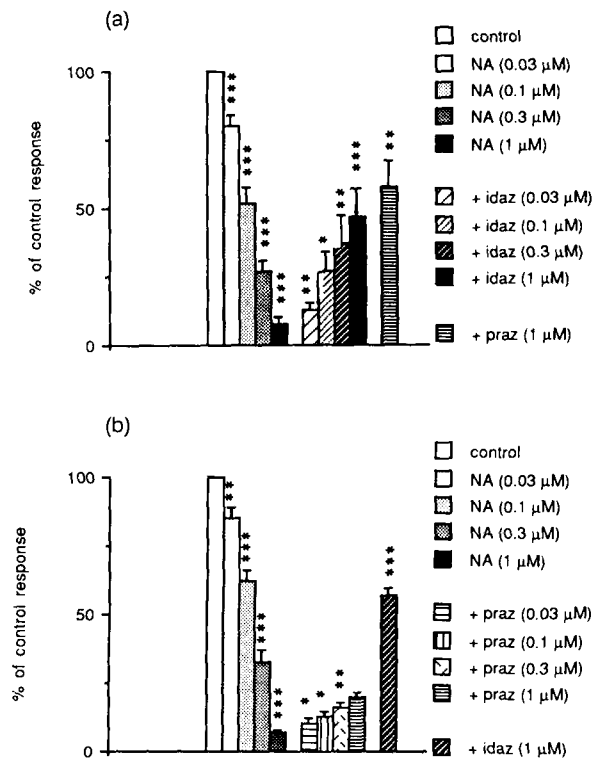 (a)
control
NA (0.03 µM)
NA (0.1 µM)
NA (0.3 µM)
NA (1 µM)
+ idaz (0.03 µM)
+ idaz (0.1 µM)
+ idaz (0.3 µM)
+ idaz (1 µM)
+ praz (1 µM)
% of control response
100
50
0
***
***
***
***
**
*
**
***
**
(b)
control
NA (0.03 µM)
NA (0.1 µM)
NA (0.3 µM)
NA (1 µM)
+ praz (0.03 µM)
+ praz (0.1 µM)
+ praz (0.3 µM)
+ praz (1 µM)
+ idaz (1 µM)
% of control response
100
50
0
**
***
***
***
*
*
**
***